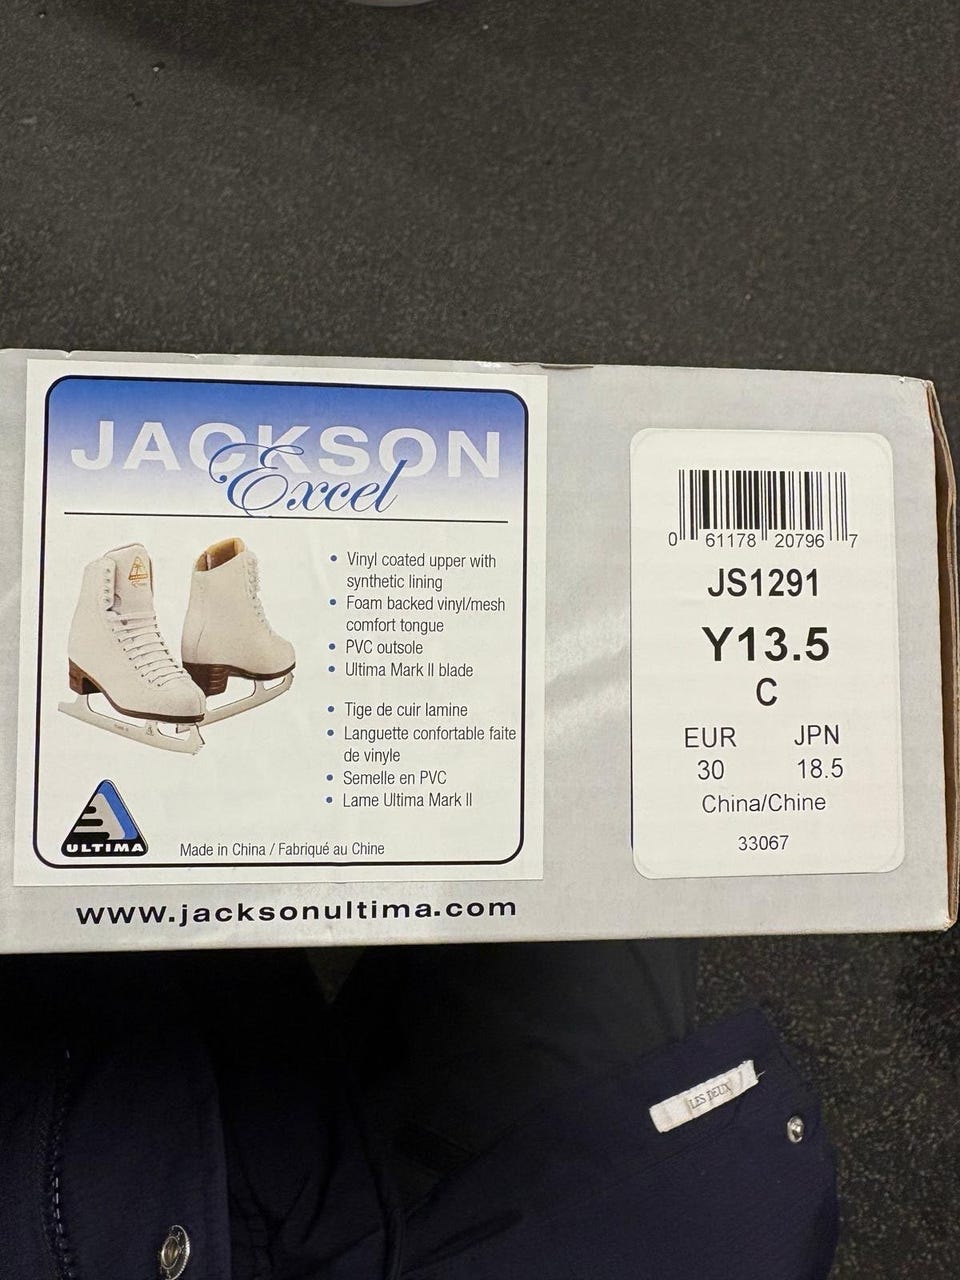 JACKSON
Excel
Vinyl coated upper with
synthetic lining
Foam backed vinyl/mesh
comfort tongue
PVC outsole
Ultima Mark II blade
Tige de cuir lamine
Languette confortable faite
de vinyle
Semelle en PVC
Lame Ultima Mark II
ULTIMA
Made in China / Fabriqué au Chine
www.jacksonultima.com
0 61178 20796 7
JS1291
Y13.5
C
EUR JPN
30 18.5
China/Chine
33067
LES DEUX